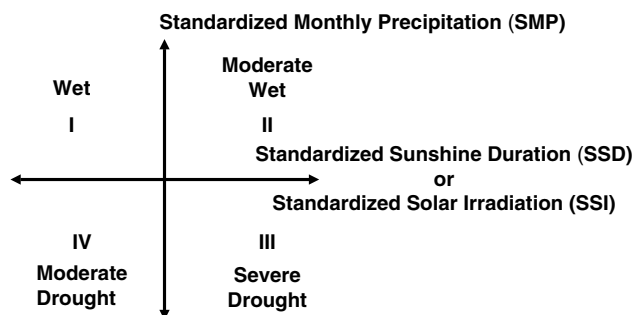 Standardized Monthly Precipitation (SMP)
Wet
I
Moderate
Wet
II
Standardized Sunshine Duration (SSD)
or
Standardized Solar Irradiation (SSI)
IV
Moderate
Drought
III
Severe
Drought